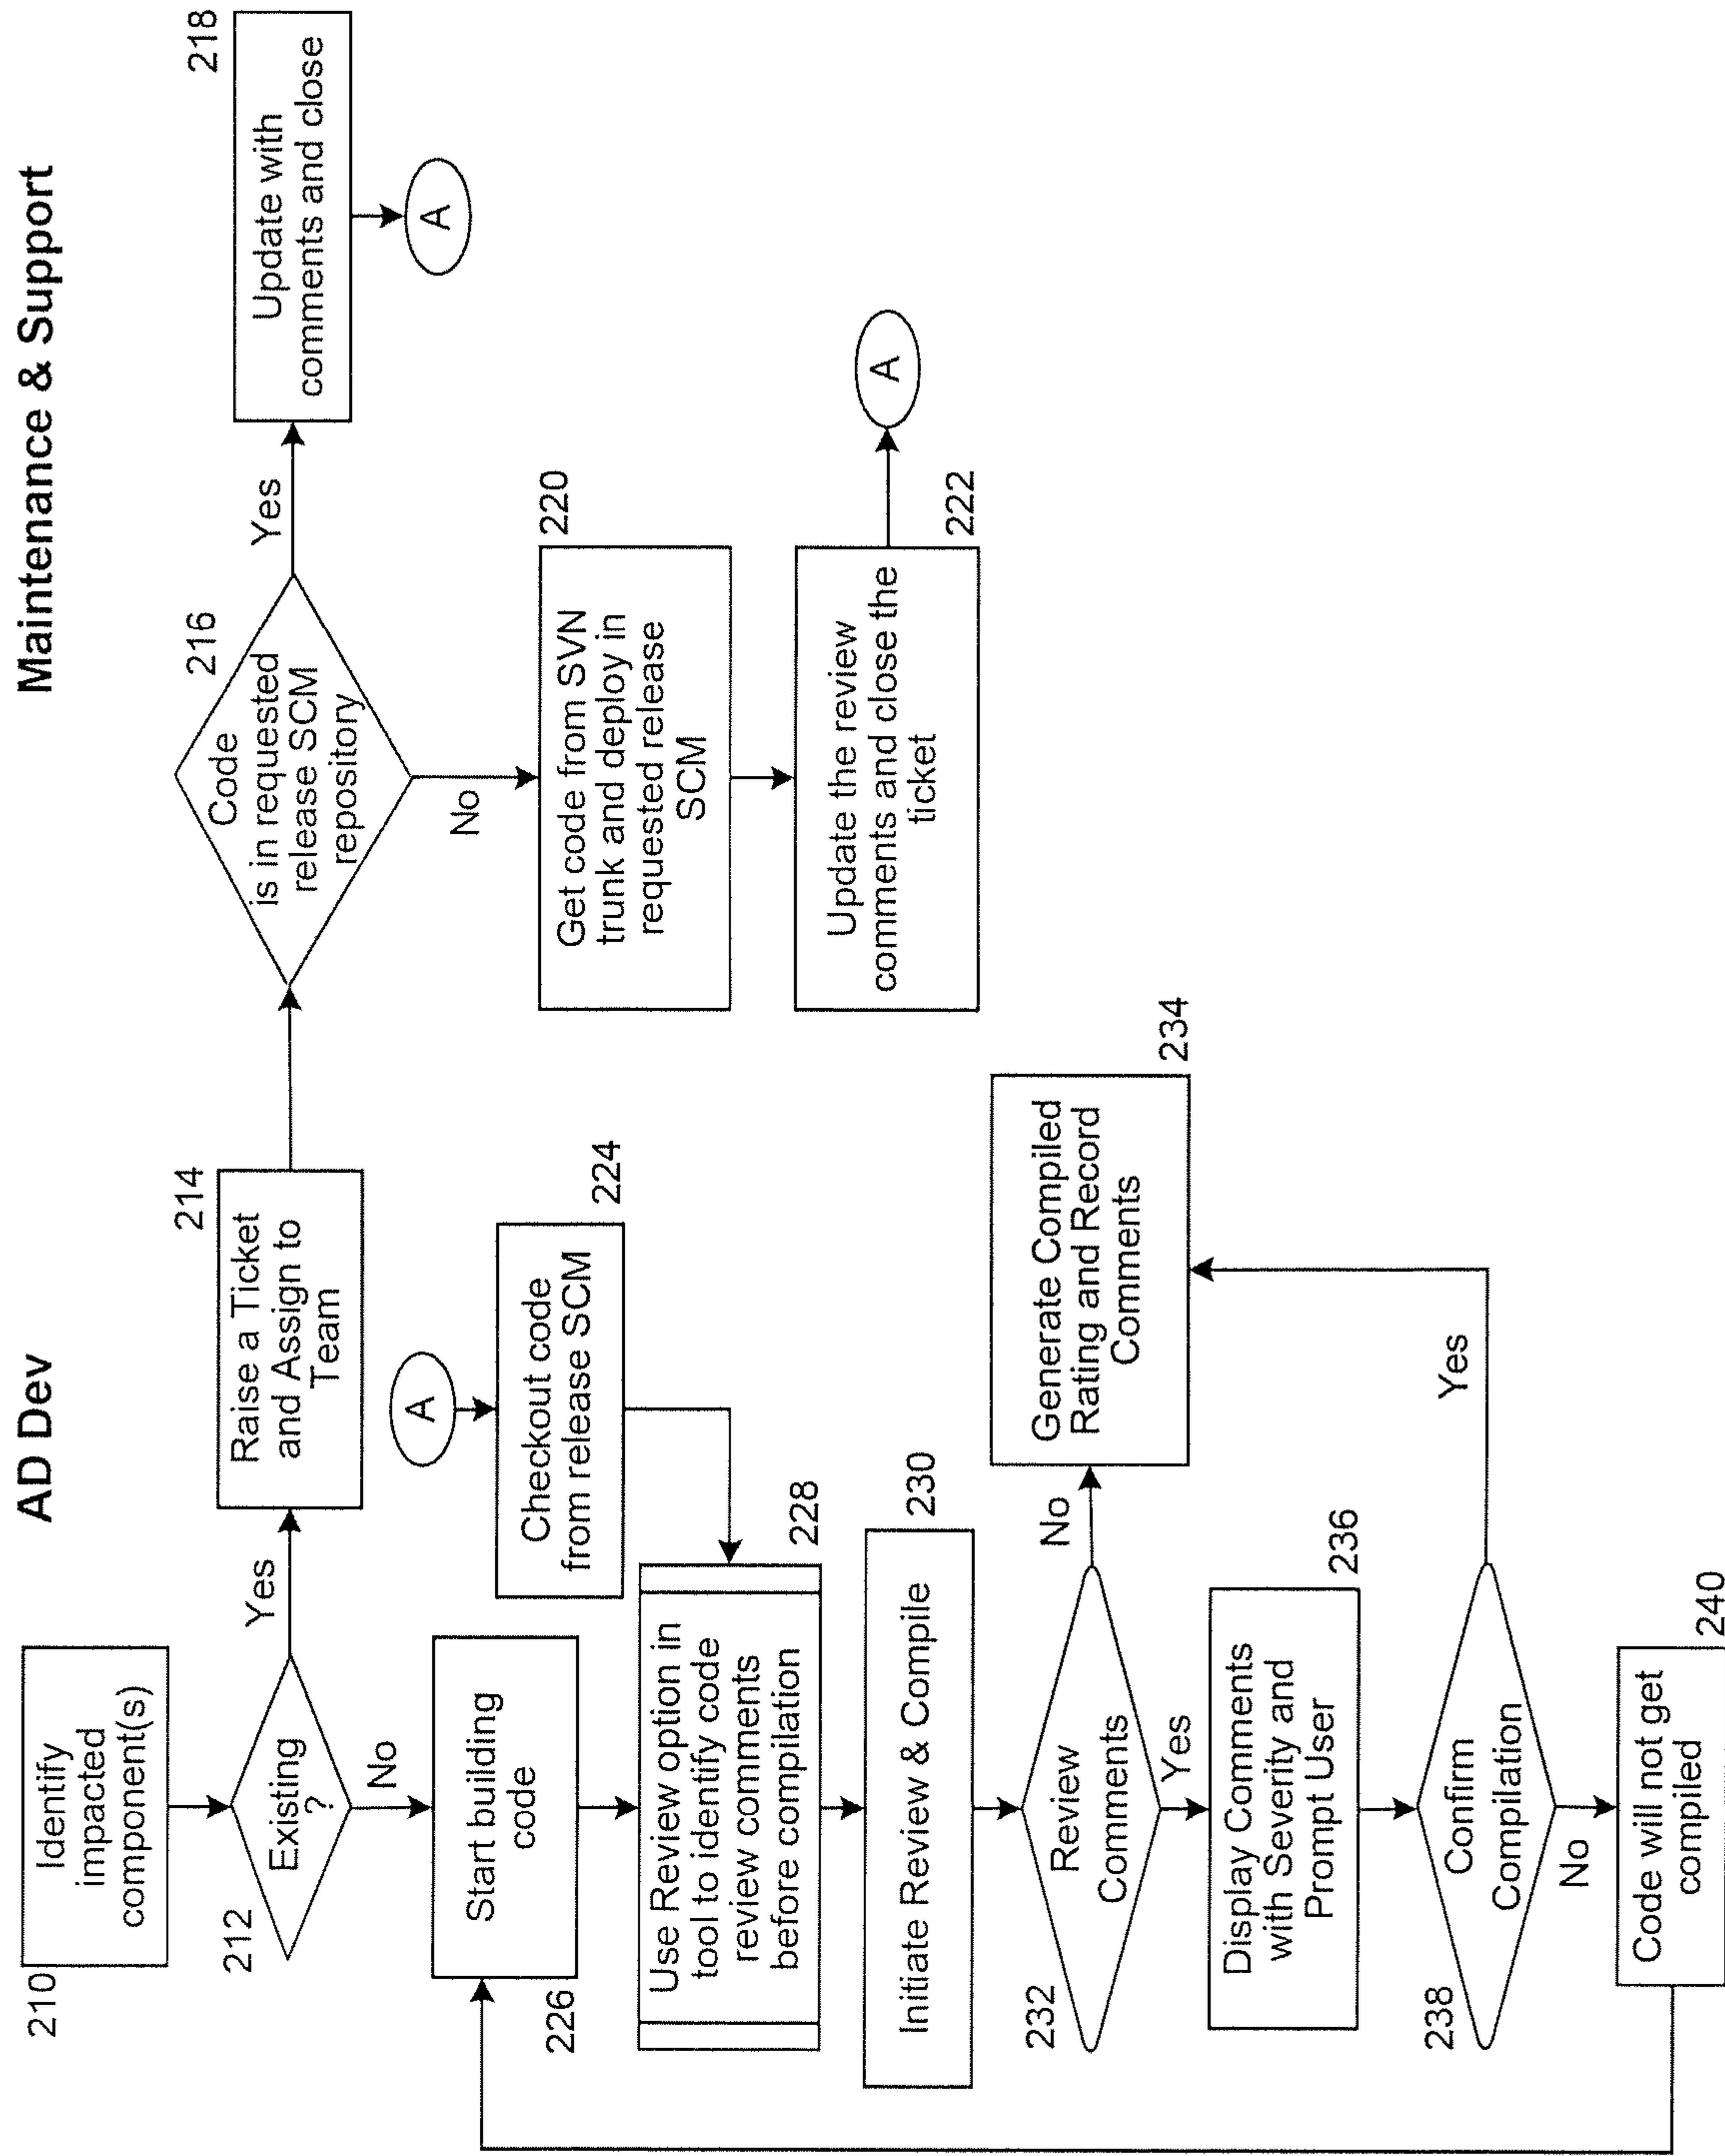 AD Dev
Maintenance & Support
210
Identify
impacted
component(s)
212
Existing
?
Yes
No
214
Raise a Ticket
and Assign to
Team
216
Code
is in requested
release SCM
repository
Yes
No
218
Update with
comments and close
A
220
Get code from SVN
trunk and deploy in
requested release
SCM
222
Update the review
comments and close the
ticket
A
A
224
Checkout code
from release SCM
226
Start building
code
228
Use Review option in
tool to identify code
review comments
before compilation
230
Initiate Review & Compile
232
Review
Comments
No
Yes
234
Generate Compiled
Rating and Record
Comments
236
Display Comments
with Severity and
Prompt User
238
Confirm
Compilation
Yes
No
240
Code will not get
compiled